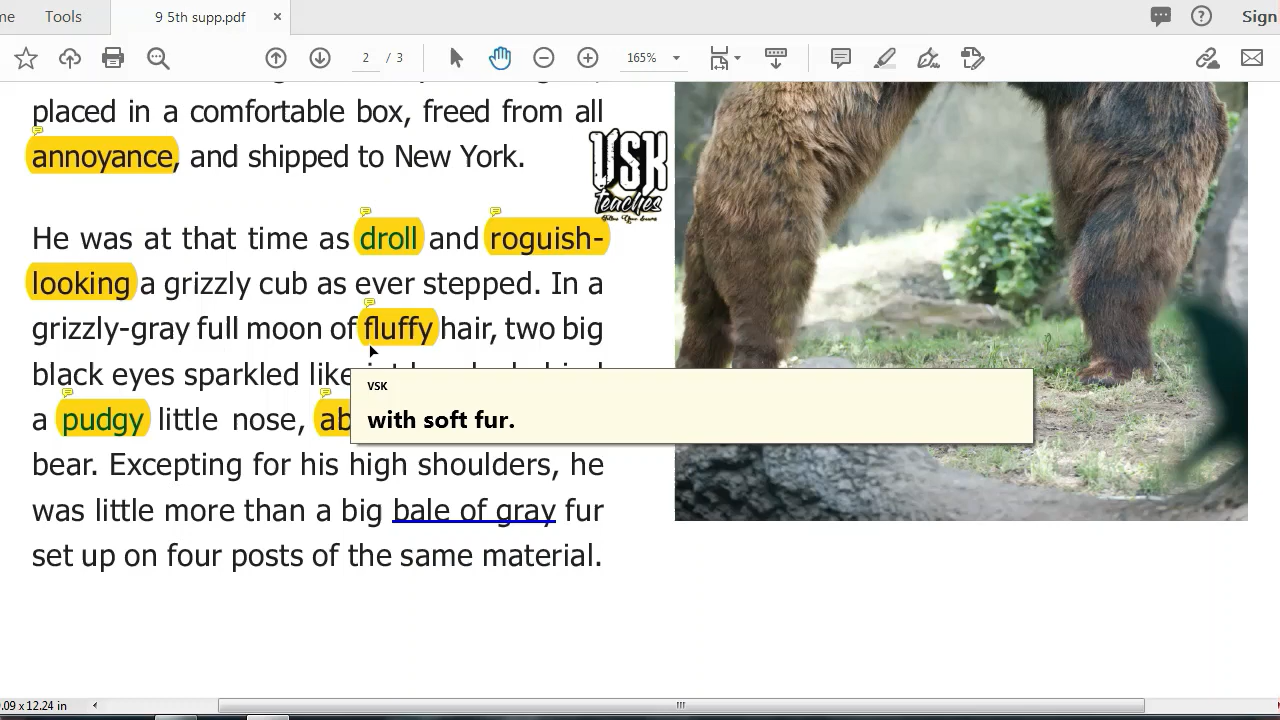 me Tools 9 5th supp.pdf × Sign
2 / 3 165%
placed in a comfortable box, freed from all
annoyance, and shipped to New York.
VSK
teaches
He was at that time as droll and roguish-
looking a grizzly cub as ever stepped. In a
grizzly-gray full moon of fluffy hair, two big
black eyes sparkled like
VSK
a pudgy little nose, ab
with soft fur.
bear. Excepting for his high shoulders, he
was little more than a big bale of gray fur
set up on four posts of the same material.
.09 x 12.24 in